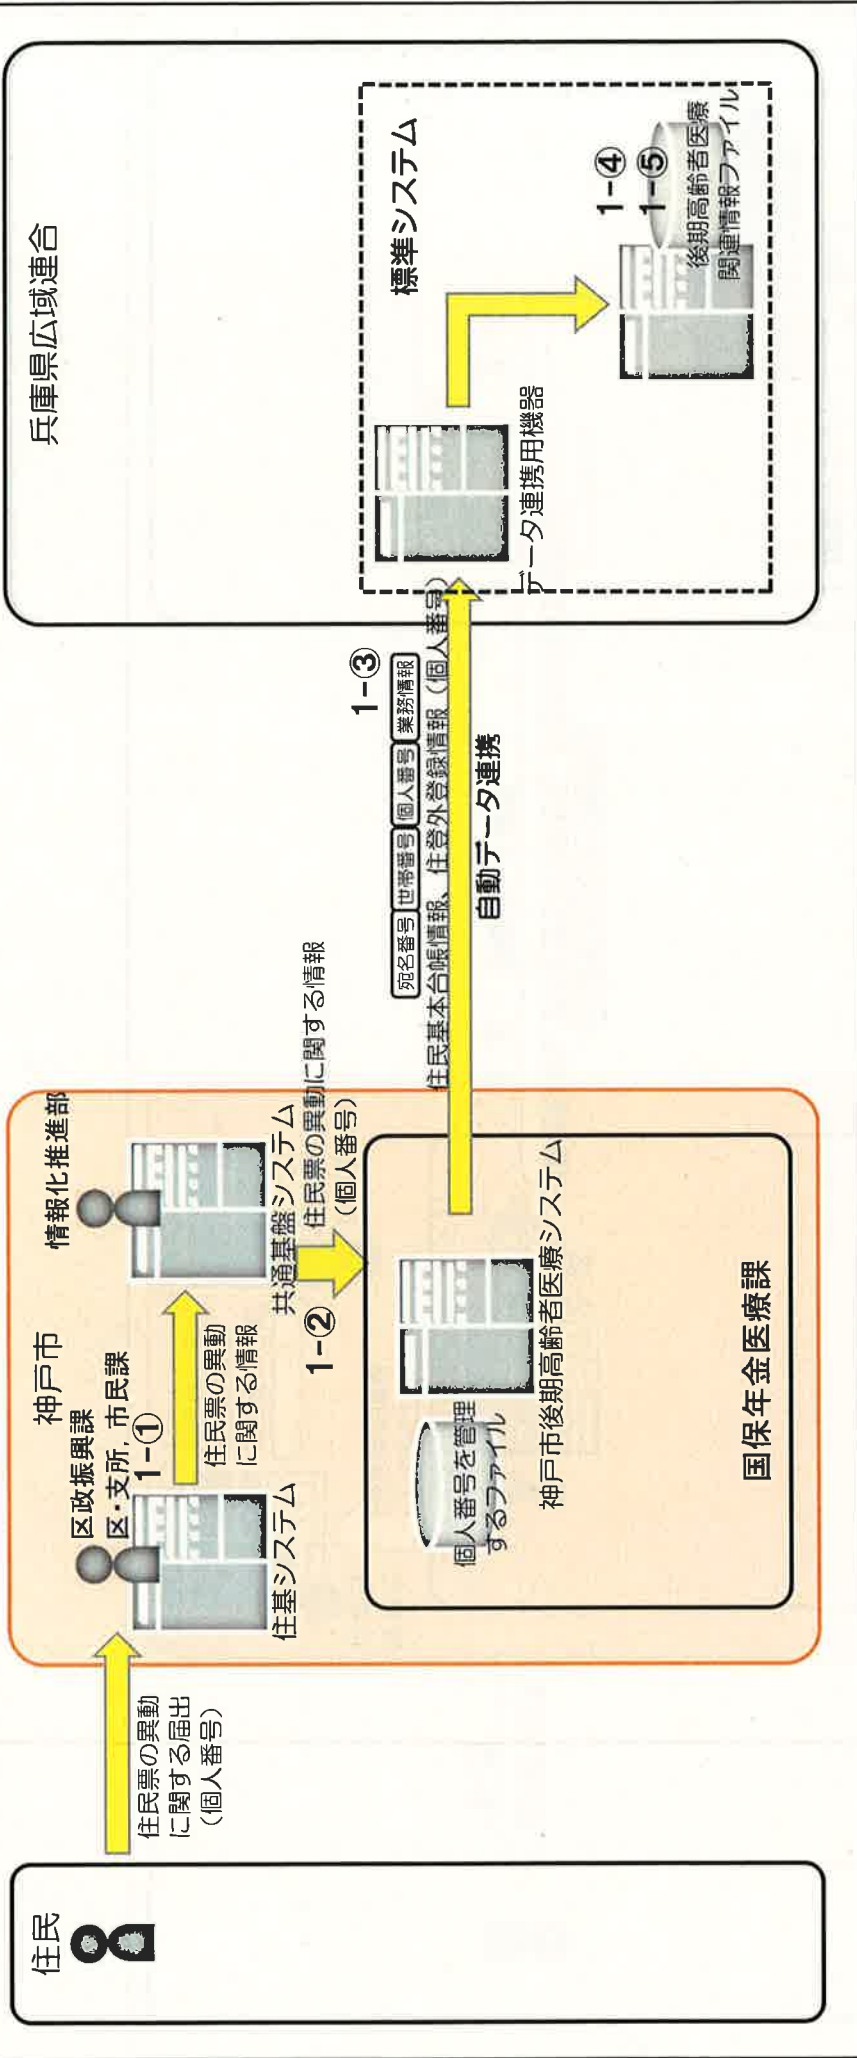 住民
住民票の異動
に関する届出
（個人番号）
神戸市
区政振興課
区・支所,市民課
1-①
住基システム
住民票の異動
に関する情報
情報化推進部
共通基盤システム
1-②
住民票の異動に関する情報
（個人番号）
個人番号を管理
するファイル
神戸市後期高齢者医療システム
国保年金医療課
1-③
宛名番号 世帯番号 個人番号 業務情報
住民基本台帳情報、住登外登録情報（個人番号）
自動データ連携
兵庫県広域連合
標準システム
データ連携用機器
1-④
1-⑤
後期高齢者医療
関連情報ファイル